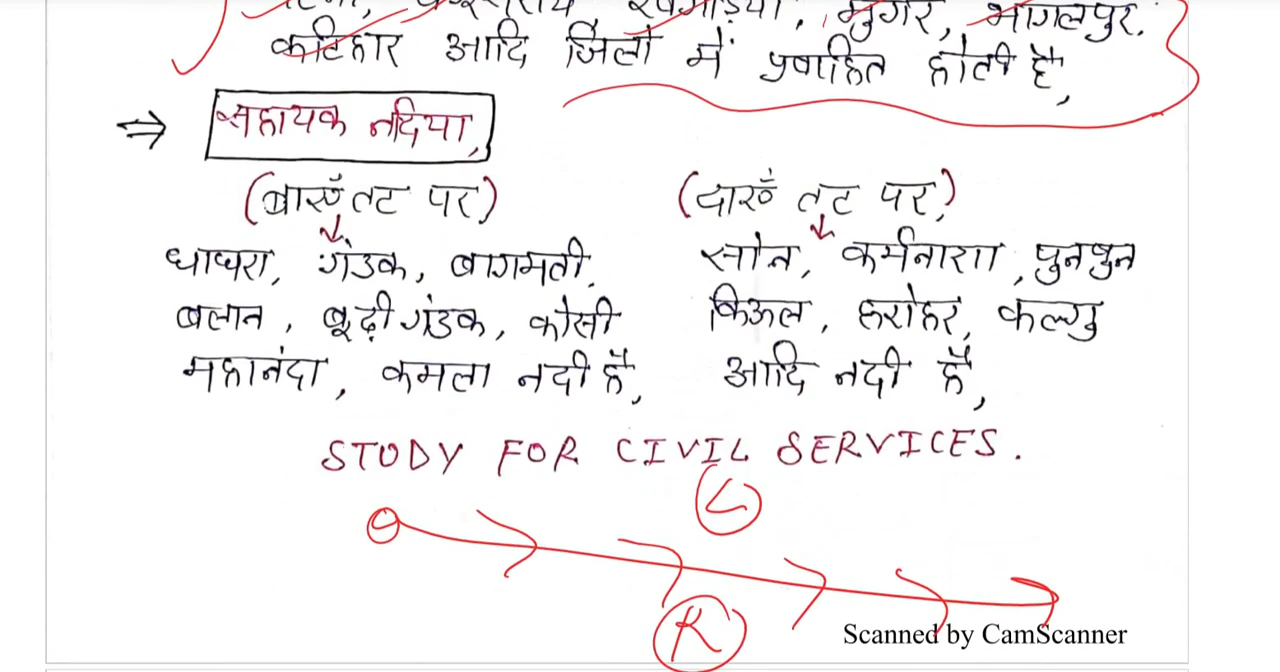 मुंगेर, भागलपुर.
कटिहार आदि जिलों में प्रवाहित होती है,
⇒ सहायक नदिया,
(बाएँ तट पर) (दाएँ तट पर)
घाघरा, गंडक, बागमती, सोन, कर्मनाशा, पुनपुन
बलान, बूढ़ी गंडक, कोसी किऊल, हरोहर, फल्गु
महानंदा, कमला नदी है, आदि नदी है,
STUDY FOR CIVIL SERVICES.
L
R
Scanned by CamScanner